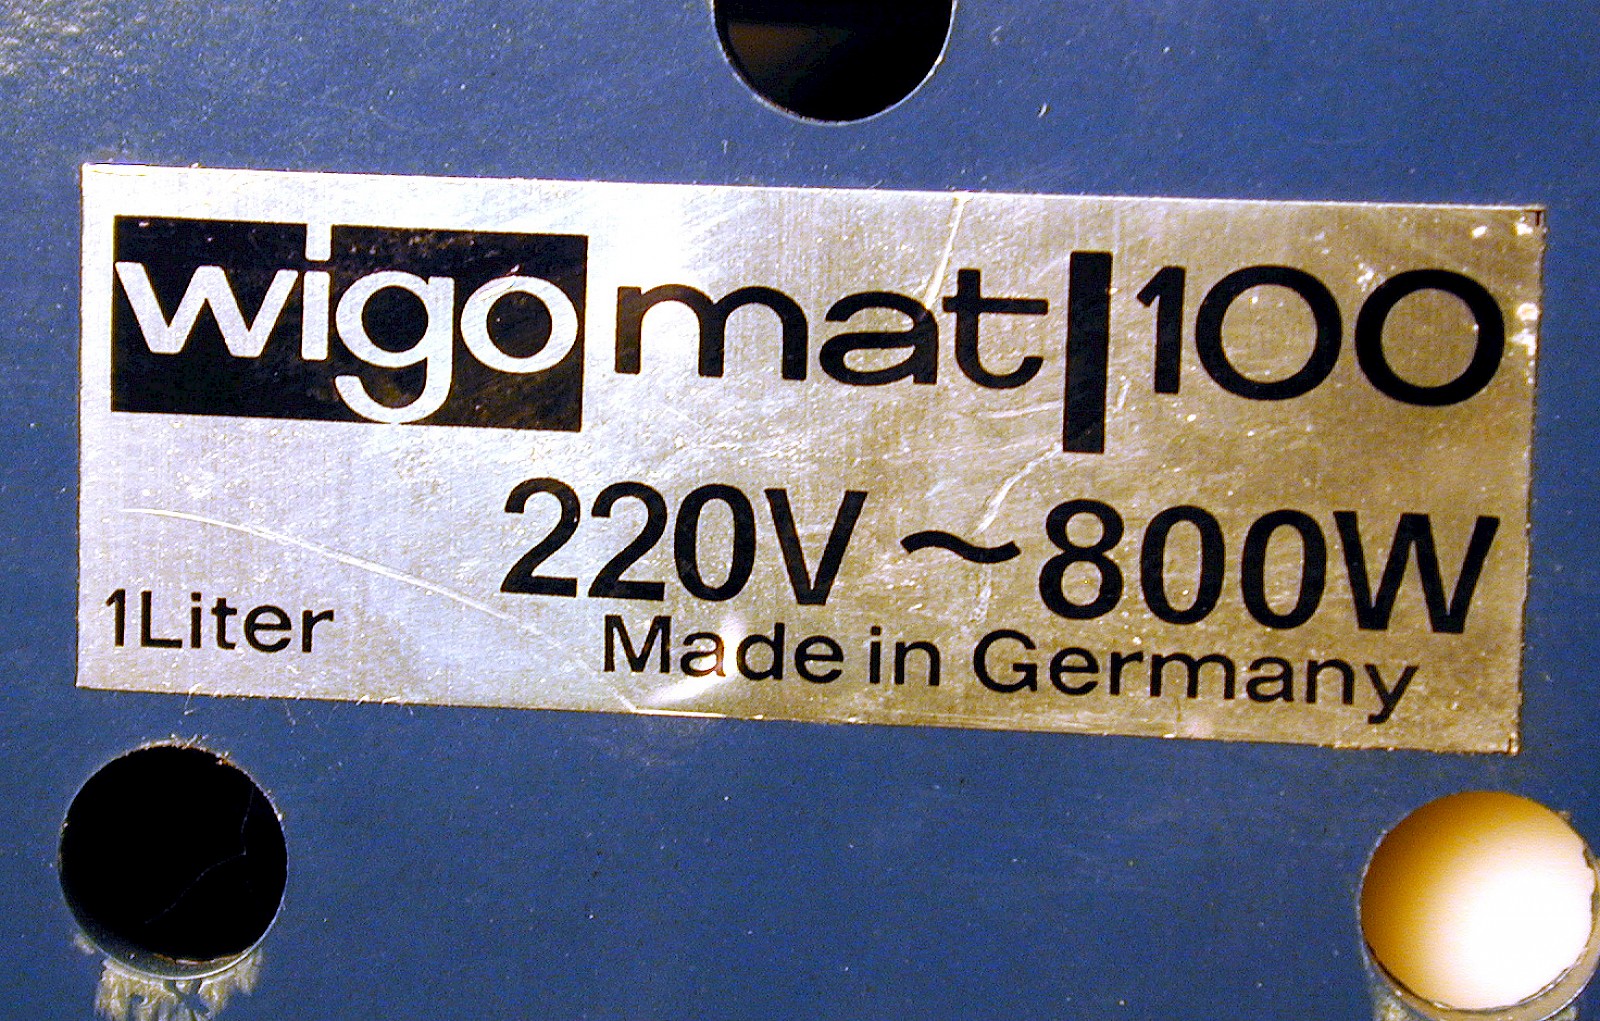 wigomat|100
220V ~800W
1Liter
Made in Germany